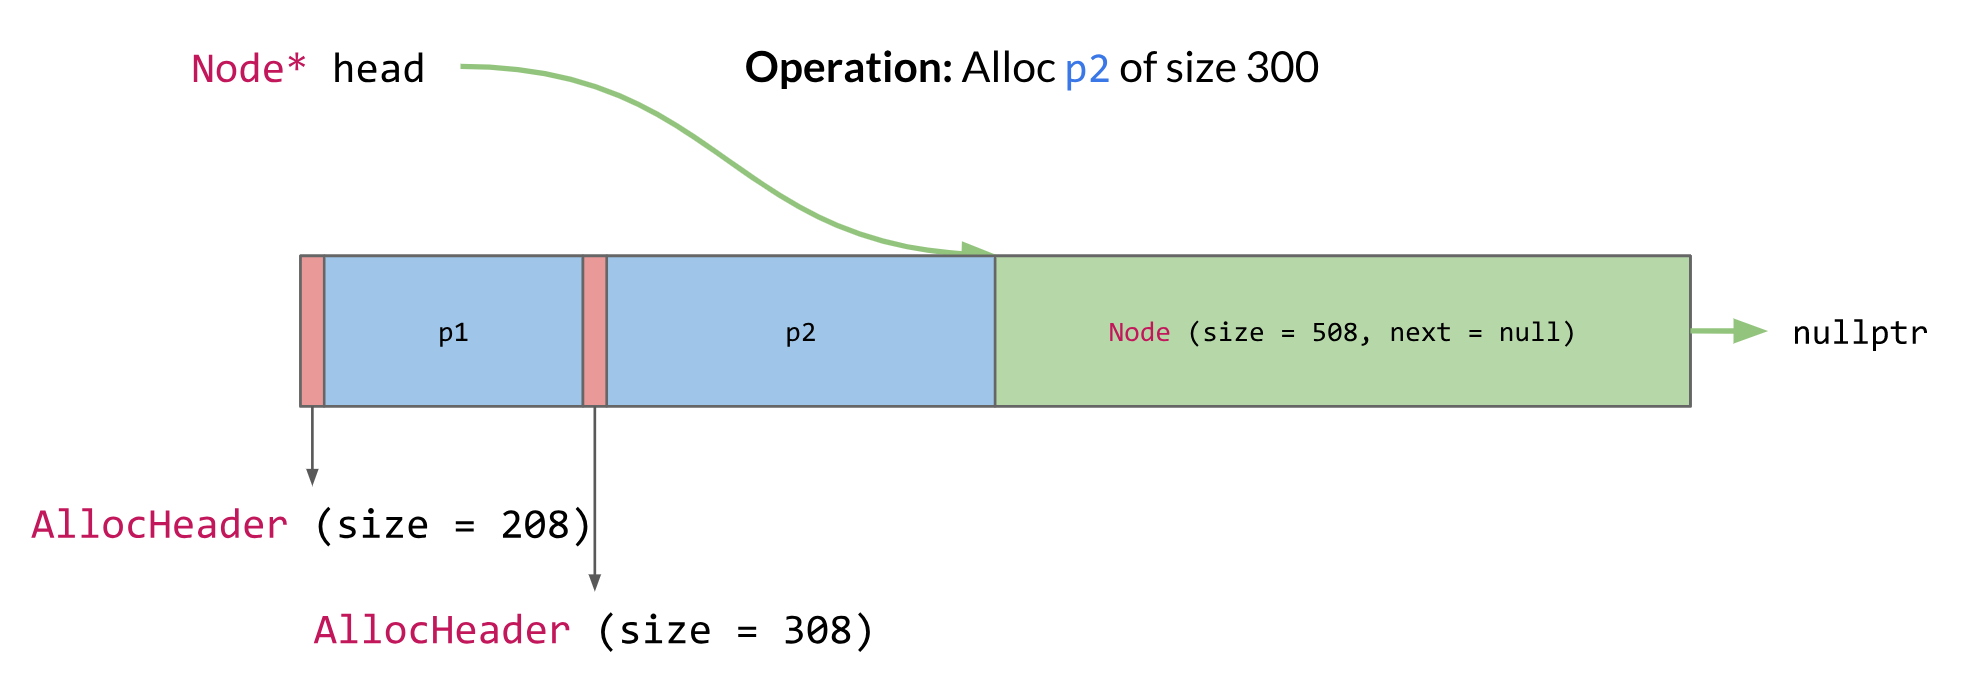 Node* head
Operation: Alloc p2 of size 300
p1
p2
Node (size = 508, next = null)
nullptr
AllocHeader (size = 208)
AllocHeader (size = 308)